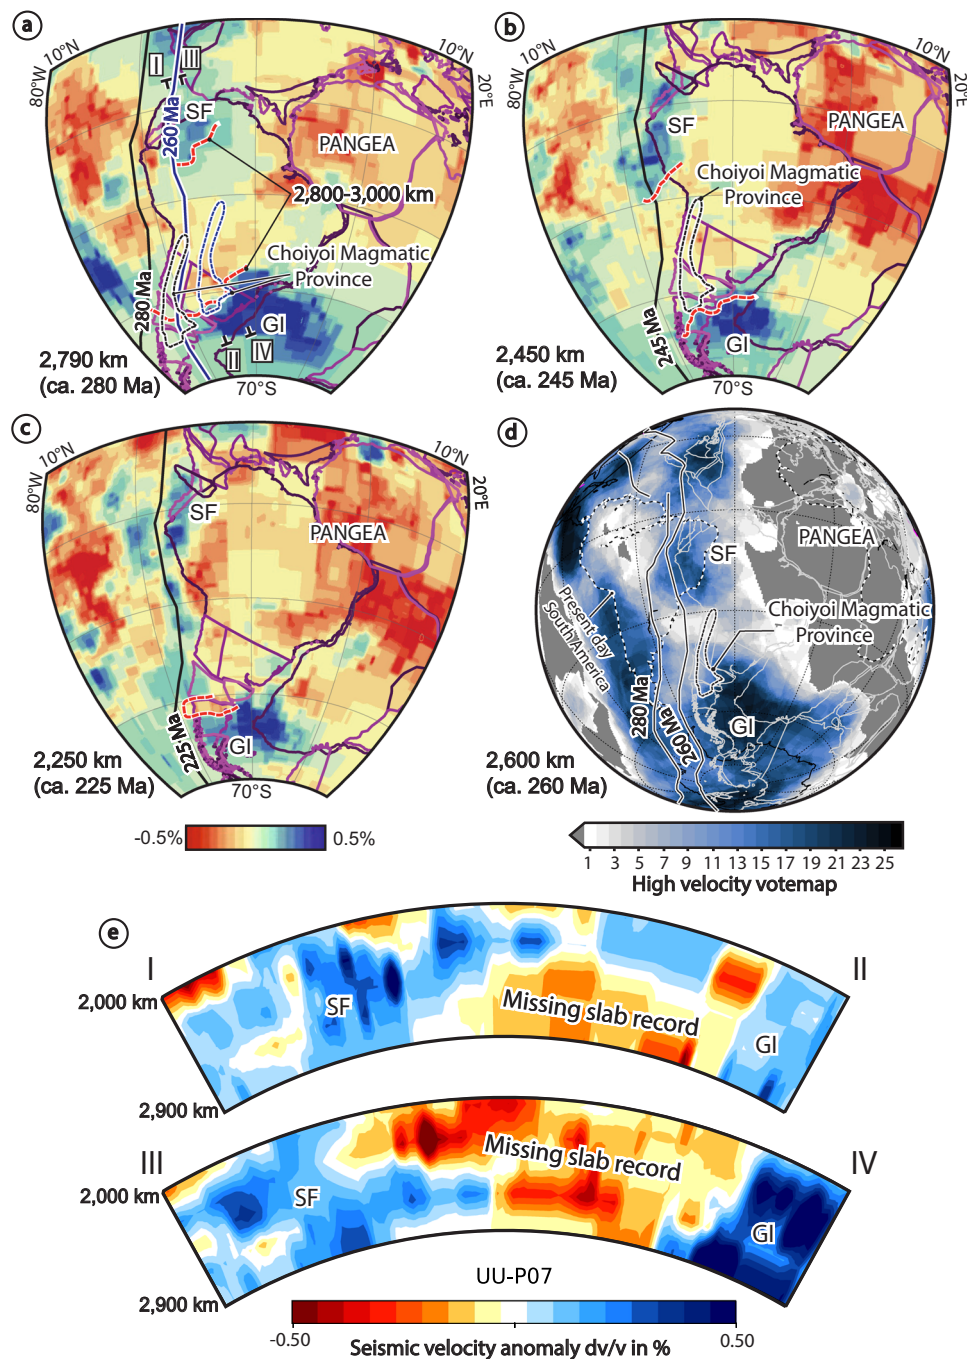 a
10°N
80°W
I
III
260 Ma
SF
10°N
20°E
PANGEA
2,800-3,000 km
Choiyoi Magmatic
Province
280 Ma
GI
II
IV
2,790 km
(ca. 280 Ma)
70°S
b
10°N
80°W
SF
10°N
20°E
PANGEA
Choiyoi Magmatic
Province
245 Ma
GI
2,450 km
(ca. 245 Ma)
70°S
c
10°N
80°W
SF
10°N
20°E
PANGEA
225 Ma
GI
2,250 km
(ca. 225 Ma)
70°S
-0.5%
0.5%
d
SF
PANGEA
Present day
South America
Choiyoi Magmatic
Province
280 Ma
260 Ma
GI
2,600 km
(ca. 260 Ma)
1 3 5 7 9 11 13 15 17 19 21 23 25
High velocity votemap
e
I
II
2,000 km
SF
Missing slab record
GI
2,900 km
III
IV
2,000 km
SF
Missing slab record
GI
2,900 km
UU-P07
-0.50
0.50
Seismic velocity anomaly dv/v in %